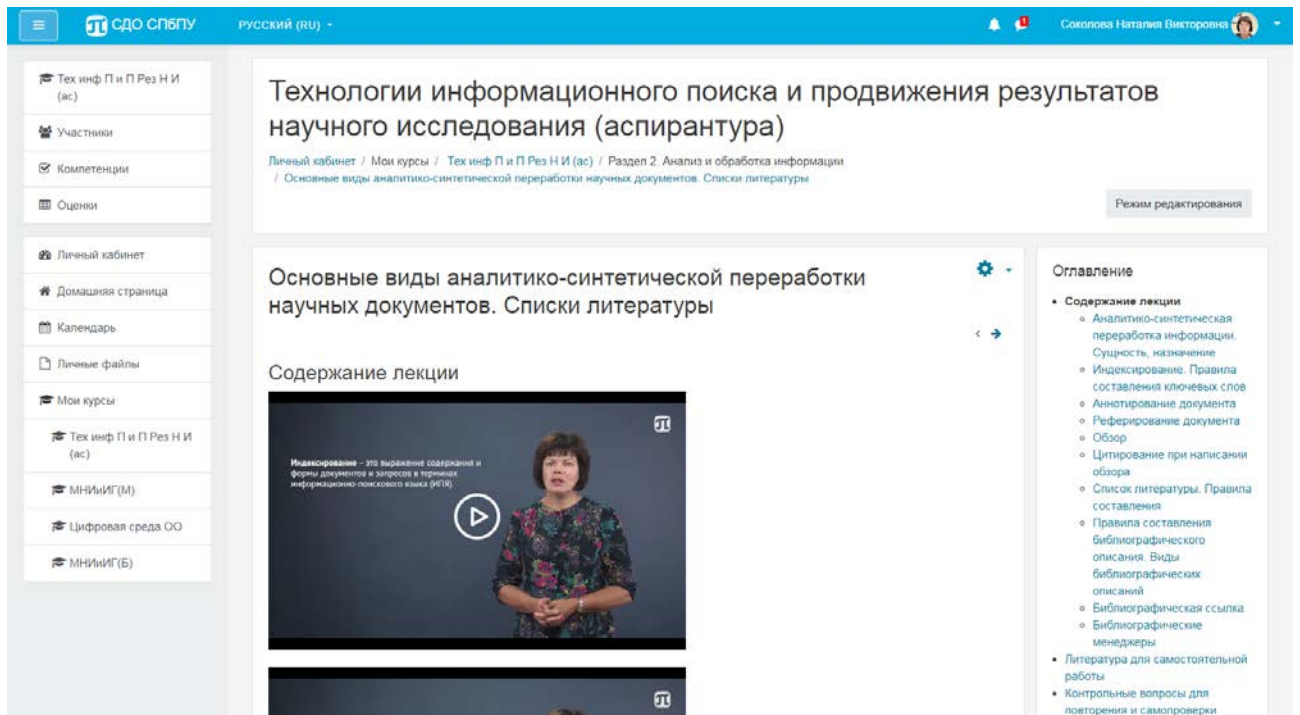 СДО СПбПУ
РУССКИЙ (RU)
1
Соколова Наталия Викторовна
Тех инф П и П Рез Н И
(ас)
Участники
Компетенции
Оценки
Личный кабинет
Домашняя страница
Календарь
Личные файлы
Мои курсы
Тех инф П и П Рез Н И
(ас)
МНИиИГ(М)
Цифровая среда ОО
МНИиИГ(Б)
Технологии информационного поиска и продвижения результатов
научного исследования (аспирантура)
Личный кабинет / Мои курсы / Тех инф П и П Рез Н И (ас) / Раздел 2. Анализ и обработка информации
/ Основные виды аналитико-синтетической переработки научных документов. Списки литературы
Режим редактирования
Основные виды аналитико-синтетической переработки
научных документов. Списки литературы
Содержание лекции
Индексирование – это выражение содержания и
формы документов и запросов в терминах
информационно-поискового языка (ИПЯ).
Оглавление
• Содержание лекции
◦ Аналитико-синтетическая
переработка информации.
Сущность, назначение
◦ Индексирование. Правила
составления ключевых слов
◦ Аннотирование документа
◦ Реферирование документа
◦ Обзор
◦ Цитирование при написании
обзора
◦ Список литературы. Правила
составления
◦ Правила составления
библиографического
описания. Виды
библиографических
описаний
◦ Библиографическая ссылка
◦ Библиографические
менеджеры
• Литература для самостоятельной
работы
• Контрольные вопросы для
повторения и самопроверки